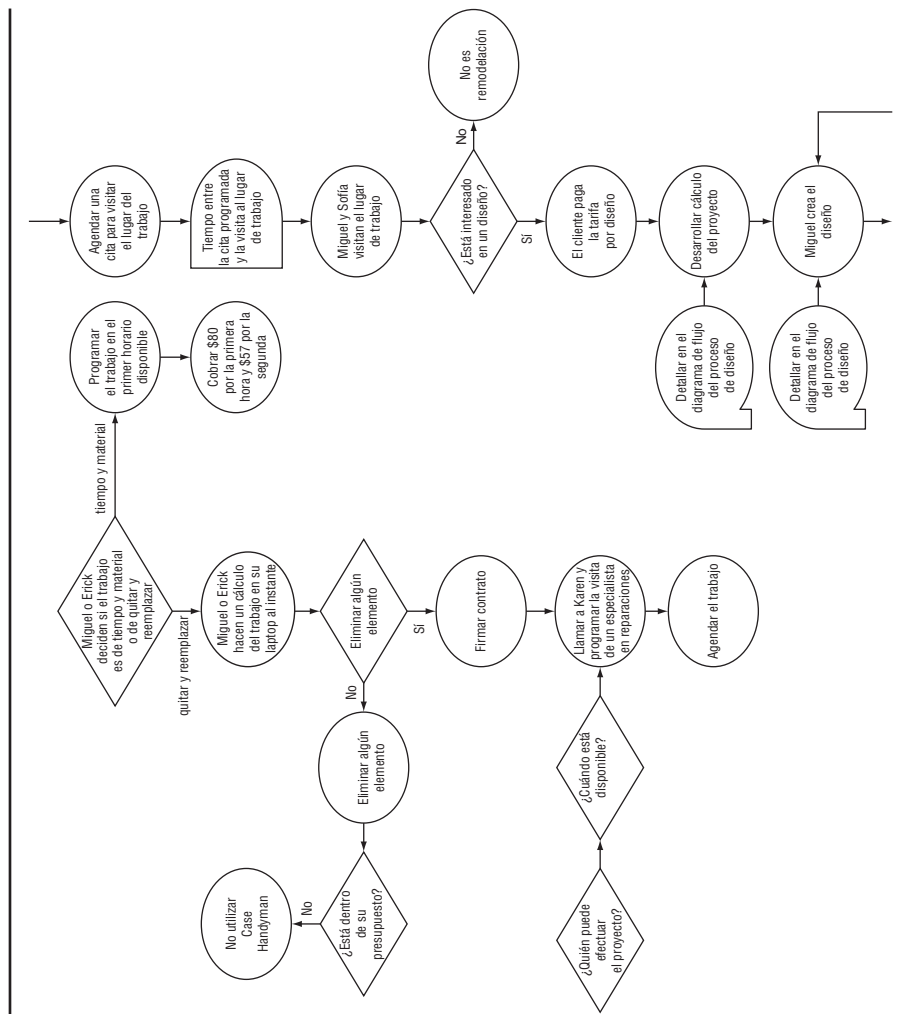 Miguel o Erick
deciden si el trabajo
es de tiempo y material
o de quitar y
reemplazar
tiempo y material
Programar
el trabajo en el
primer horario
disponible
Cobrar $80
por la primera
hora y $57 por la
segunda
quitar y reemplazar
Miguel o Erick
hacen un cálculo
del trabajo en su
laptop al instante
Eliminar algún
elemento
No
Eliminar algún
elemento
¿Está dentro
de su
presupuesto?
No
No utilizar
Case
Handyman
Sí
Firmar contrato
Llamar a Karen y
programar la visita
de un especialista
en reparaciones
¿Cuándo está
disponible?
¿Quién puede
efectuar
el proyecto?
Agendar el trabajo
Agendar una
cita para visitar
el lugar del
trabajo
Tiempo entre
la cita programada
y la visita al lugar
de trabajo
Miguel y Sofía
visitan el lugar
de trabajo
¿Está interesado
en un diseño?
No
No es
remodelación
Sí
El cliente paga
la tarifa
por diseño
Desarrollar cálculo
del proyecto
Detallar en el
diagrama de flujo
del proceso
de diseño
Miguel crea el
diseño
Detallar en el
diagrama de flujo
del proceso
de diseño